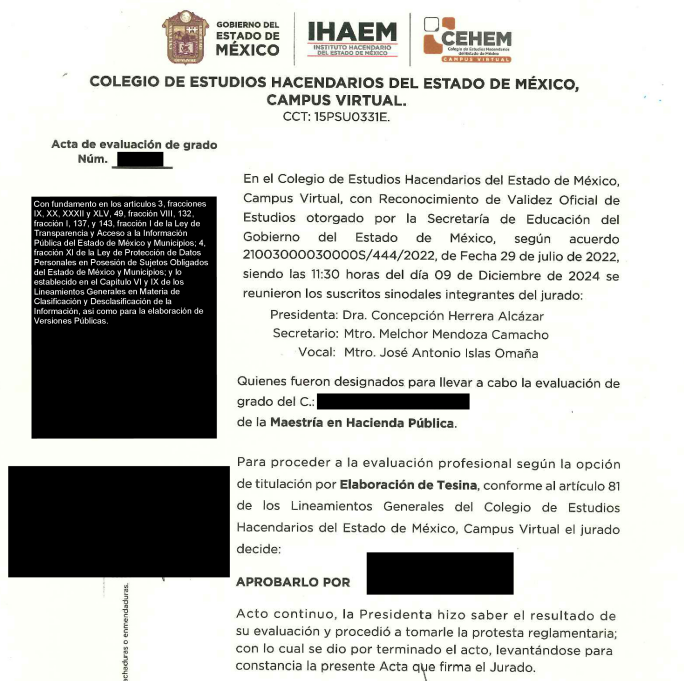 GOBIERNO DEL
ESTADO DE
MÉXICO
IHAEM
INSTITUTO HACENDARIO
DEL ESTADO DE MÉXICO
CEHEM
Colegio de Estudios Hacendarios
del Estado de México
CAMPUS VIRTUAL
COLEGIO DE ESTUDIOS HACENDARIOS DEL ESTADO DE MÉXICO,
CAMPUS VIRTUAL.
CCT: 15PSU0331E.
Acta de evaluación de grado
Núm.
Con fundamento en los artículos 3, fracciones
IX, XX, XXXII y XLV, 49, fracción VIII, 132,
fracción I, 137, y 143, fracción I de la Ley de
Transparencia y Acceso a la Información
Pública del Estado de México y Municipios; 4,
fracción XI de la Ley de Protección de Datos
Personales en Posesión de Sujetos Obligados
del Estado de México y Municipios; y lo
establecido en el Capítulo VI y IX de los
Lineamientos Generales en Materia de
Clasificación y Desclasificación de la
Información, asi como para la elaboración de
Versiones Públicas.
En el Colegio de Estudios Hacendarios del Estado de México,
Campus Virtual, con Reconocimiento de Validez Oficial de
Estudios otorgado por la Secretaría de Educación del
Gobierno del Estado de México, según acuerdo
21003000030000S/444/2022, de Fecha 29 de julio de 2022,
siendo las 11:30 horas del día 09 de Diciembre de 2024 se
reunieron los suscritos sinodales integrantes del jurado:
Presidenta: Dra. Concepción Herrera Alcázar
Secretario: Mtro. Melchor Mendoza Camacho
Vocal: Mtro. José Antonio Islas Omaña
Quienes fueron designados para llevar a cabo la evaluación de
grado del C.:
de la Maestría en Hacienda Pública.
Para proceder a la evaluación profesional según la opción
de titulación por Elaboración de Tesina, conforme al artículo 81
de los Lineamientos Generales del Colegio de Estudios
Hacendarios del Estado de México, Campus Virtual el jurado
decide:
APROBARLO POR
Acto continuo, la Presidenta hizo saber el resultado de
su evaluación y procedió a tomarle la protesta reglamentaria;
con lo cual se dio por terminado el acto, levantándose para
constancia la presente Acta que firma el Jurado.
o enmendaduras.